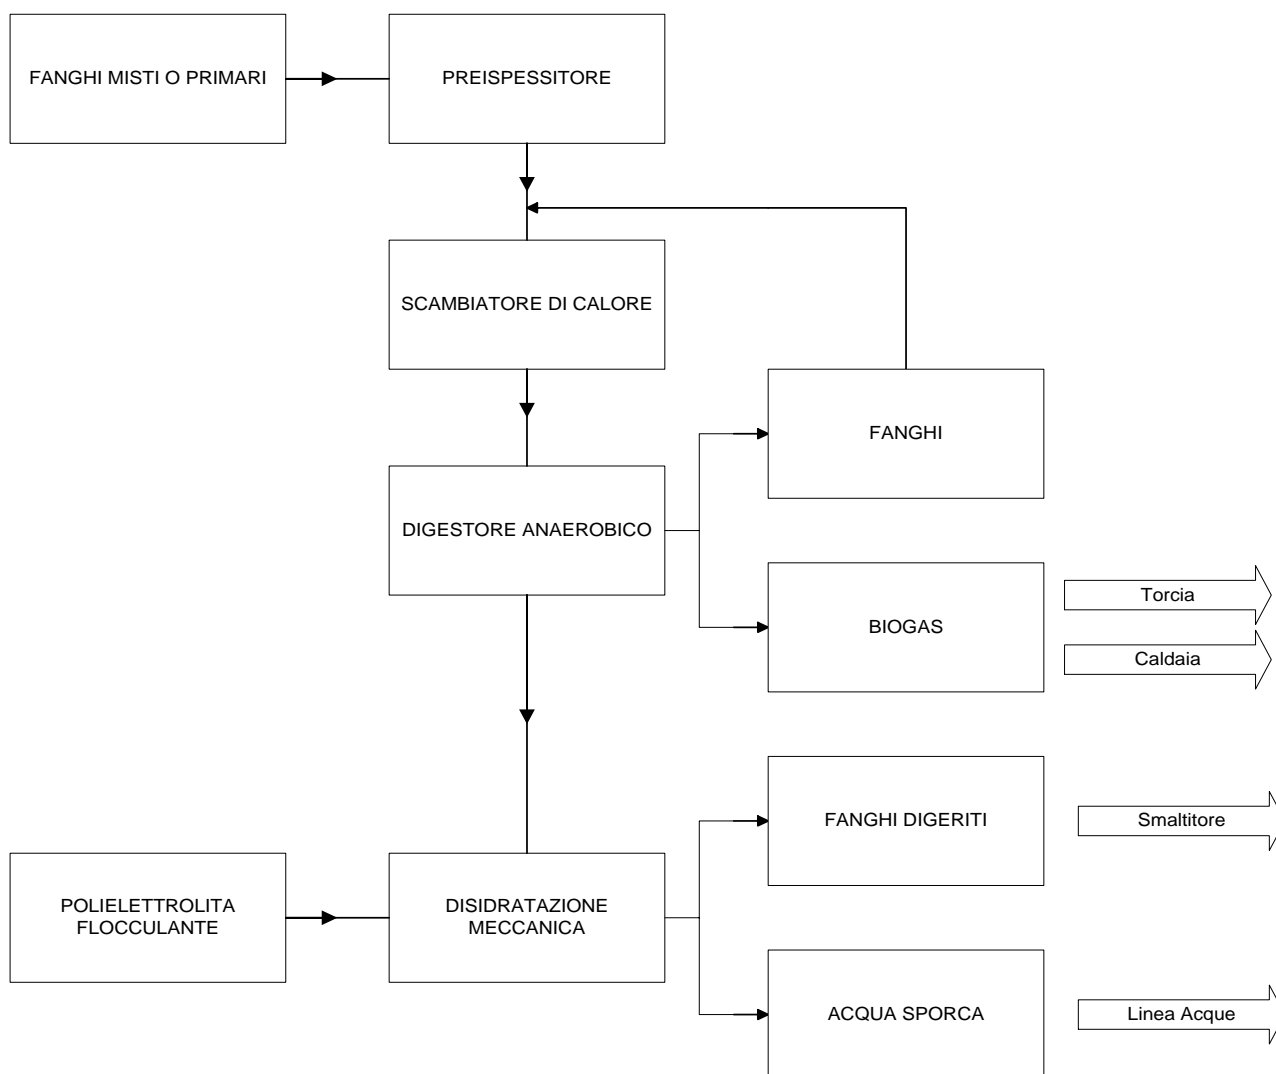 FANGHI MISTI O PRIMARI
PREISPESSITORE
SCAMBIATORE DI CALORE
FANGHI
DIGESTORE ANAEROBICO
BIOGAS
Torcia
Caldaia
FANGHI DIGERITI
Smaltitore
POLIELETTROLITA
FLOCCULANTE
DISIDRATAZIONE
MECCANICA
ACQUA SPORCA
Linea Acque